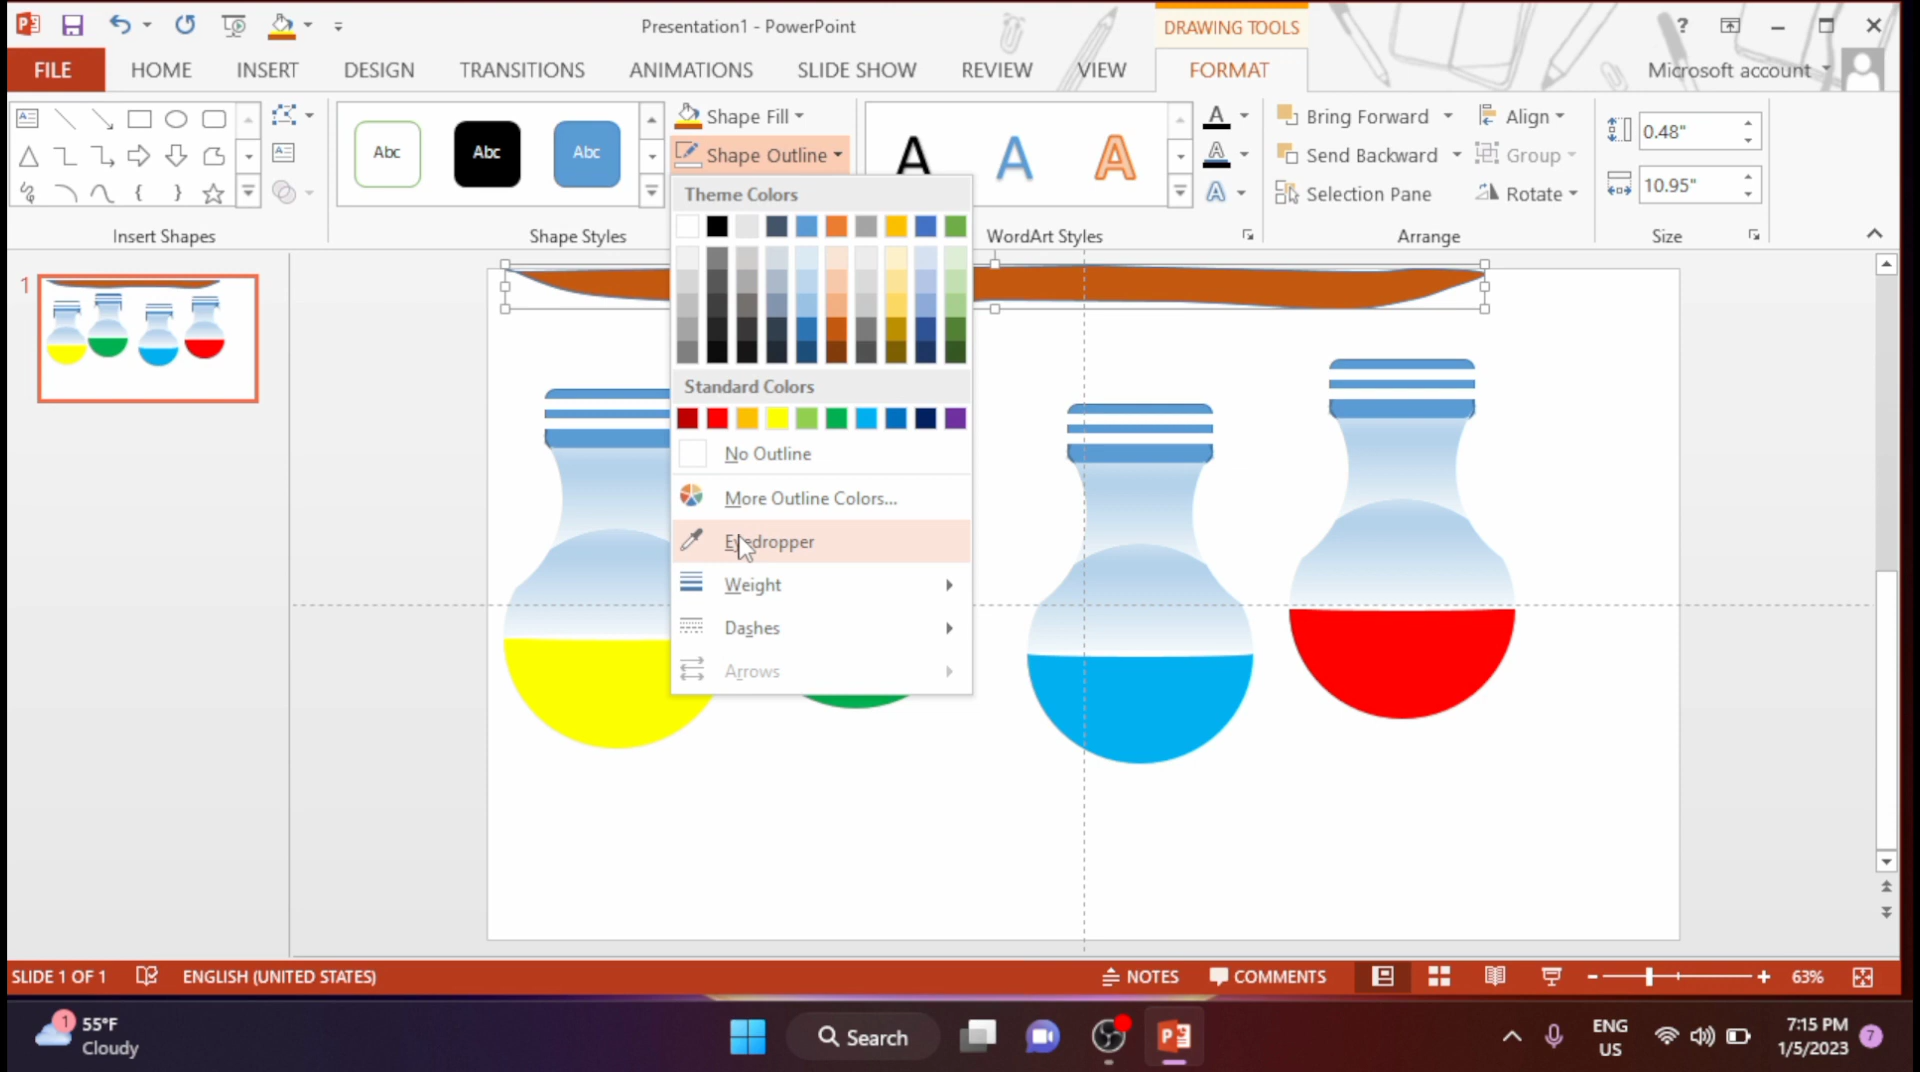 Presentation1 - PowerPoint
DRAWING TOOLS
?
FILE
HOME
INSERT
DESIGN
TRANSITIONS
ANIMATIONS
SLIDE SHOW
REVIEW
VIEW
FORMAT
Microsoft account
Abc
Abc
Abc
Shape Fill
Shape Outline
A
A
A
A
A
A
Bring Forward
Send Backward
Selection Pane
Align
Group
Rotate
0.48"
10.95"
Insert Shapes
Shape Styles
WordArt Styles
Arrange
Size
Theme Colors
Standard Colors
No Outline
More Outline Colors...
Eyedropper
Weight
Dashes
Arrows
1
SLIDE 1 OF 1
ENGLISH (UNITED STATES)
NOTES
COMMENTS
63%
1
55°F
Cloudy
Search
ENG
US
7:15 PM
1/5/2023
7